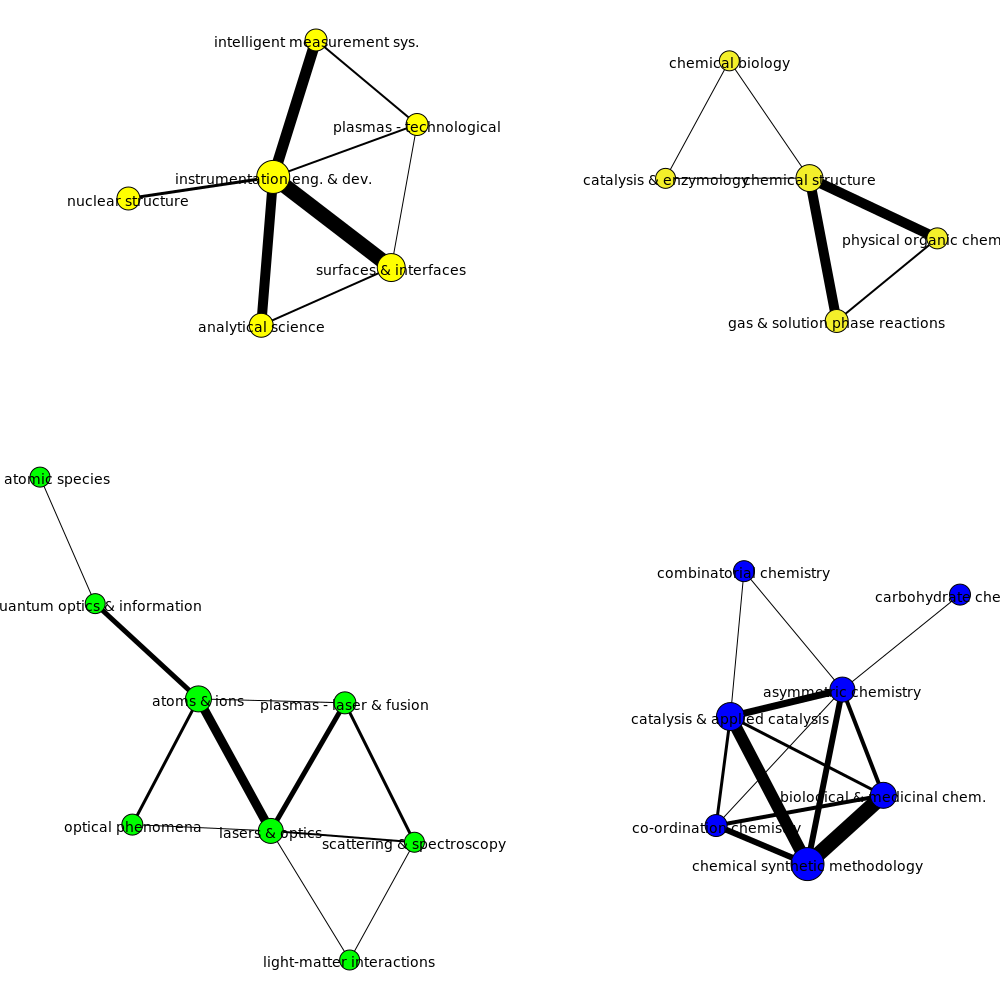 intelligent measurement sys.
plasmas - technological
instrumentation eng. & dev.
nuclear structure
surfaces & interfaces
analytical science
chemical biology
catalysis & enzymology
chemical structure
physical organic chem
gas & solution phase reactions
atomic species
uantum optics & information
atoms & ions
plasmas - laser & fusion
optical phenomena
lasers & optics
scattering & spectroscopy
light-matter interactions
combinatorial chemistry
carbohydrate che
asymmetric chemistry
catalysis & applied catalysis
biological & medicinal chem.
co-ordination chemistry
chemical synthetic methodology